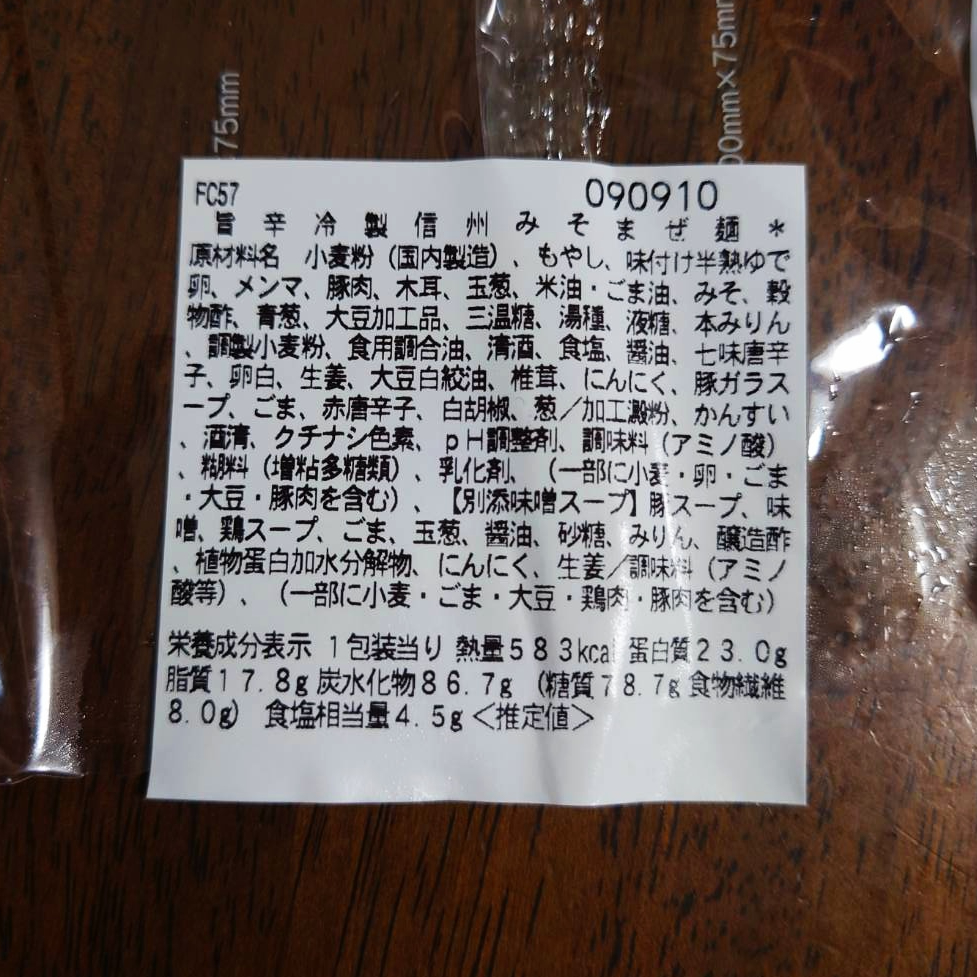 75mm
00mm×75mm
FC57 090910
旨辛冷製信州みそまぜ麺＊
原材料名　小麦粉（国内製造）、もやし、味付け半熟ゆで
卵、メンマ、豚肉、木耳、玉葱、米油・ごま油、みそ、穀
物酢、青葱、大豆加工品、三温糖、湯種、液糖、本みりん
、調製小麦粉、食用調合油、清酒、食塩、醤油、七味唐辛
子、卵白、生姜、大豆白絞油、椎茸、にんにく、豚ガラス
ープ、ごま、赤唐辛子、白胡椒、葱／加工澱粉、かんすい
、酒清、クチナシ色素、ｐＨ調整剤、調味料（アミノ酸）
、粘料（増粘多糖類）、乳化剤、（一部に小麦・卵・ごま
・大豆・豚肉を含む）、【別添味噌スープ】豚スープ、味
噌、鶏スープ、ごま、玉葱、醤油、砂糖、みりん、醸造酢
、植物蛋白加水分解物、にんにく、生姜／調味料（アミノ
酸等）、（一部に小麦・ごま・大豆・鶏肉・豚肉を含む）
栄養成分表示 １包装当り 熱量５８３kcal 蛋白質２３．０g
脂質１７．８g 炭水化物８６．７g （糖質７８．７g 食物繊維
８．０g） 食塩相当量４．５g＜推定値＞